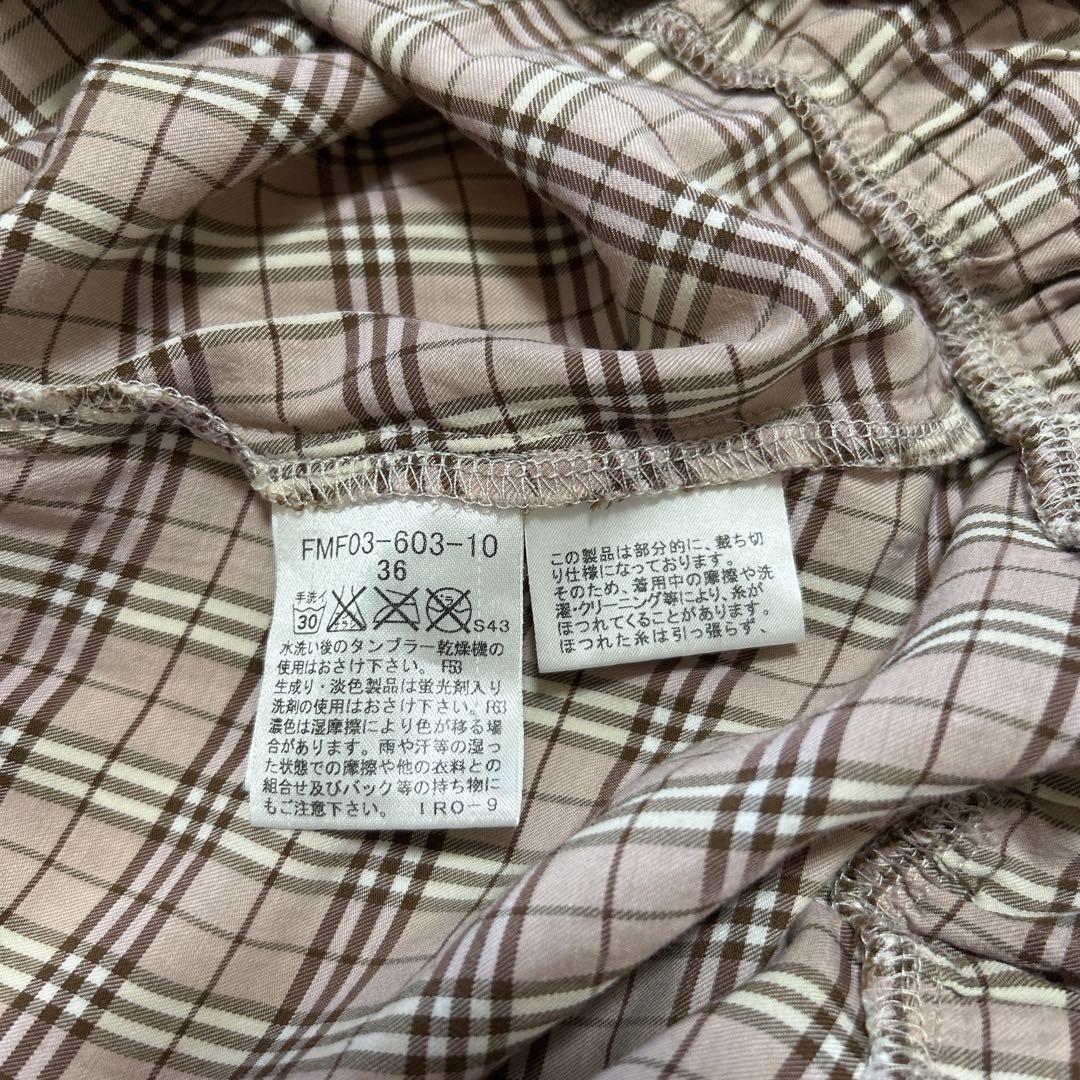 FMF03-603-10
36
手洗イ
30
S43
水洗い後のタンブラー乾燥機の
使用はおさけ下さい。 F53
生成り・淡色製品は蛍光剤入り
洗剤の使用はおさけ下さい。F63
濃色は湿摩擦により色が移る場
合があります。雨や汗等の湿っ
た状態での摩擦や他の衣料との
組合せ及びバック等の持ち物に
もご注意下さい。 IRO-9
この製品は部分的に、裁ち切
り仕様になっております。
そのため、着用中の摩擦や洗
濯・クリーニング等により、糸が
ほつれてくることがあります。
ほつれた糸は引っ張らず、